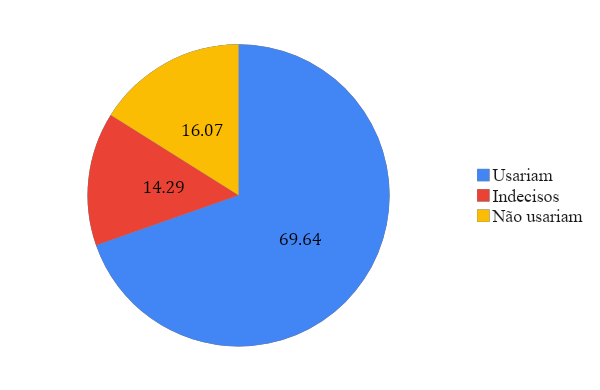 16.07
14.29
69.64
Usariam
Indecisos
Não usariam